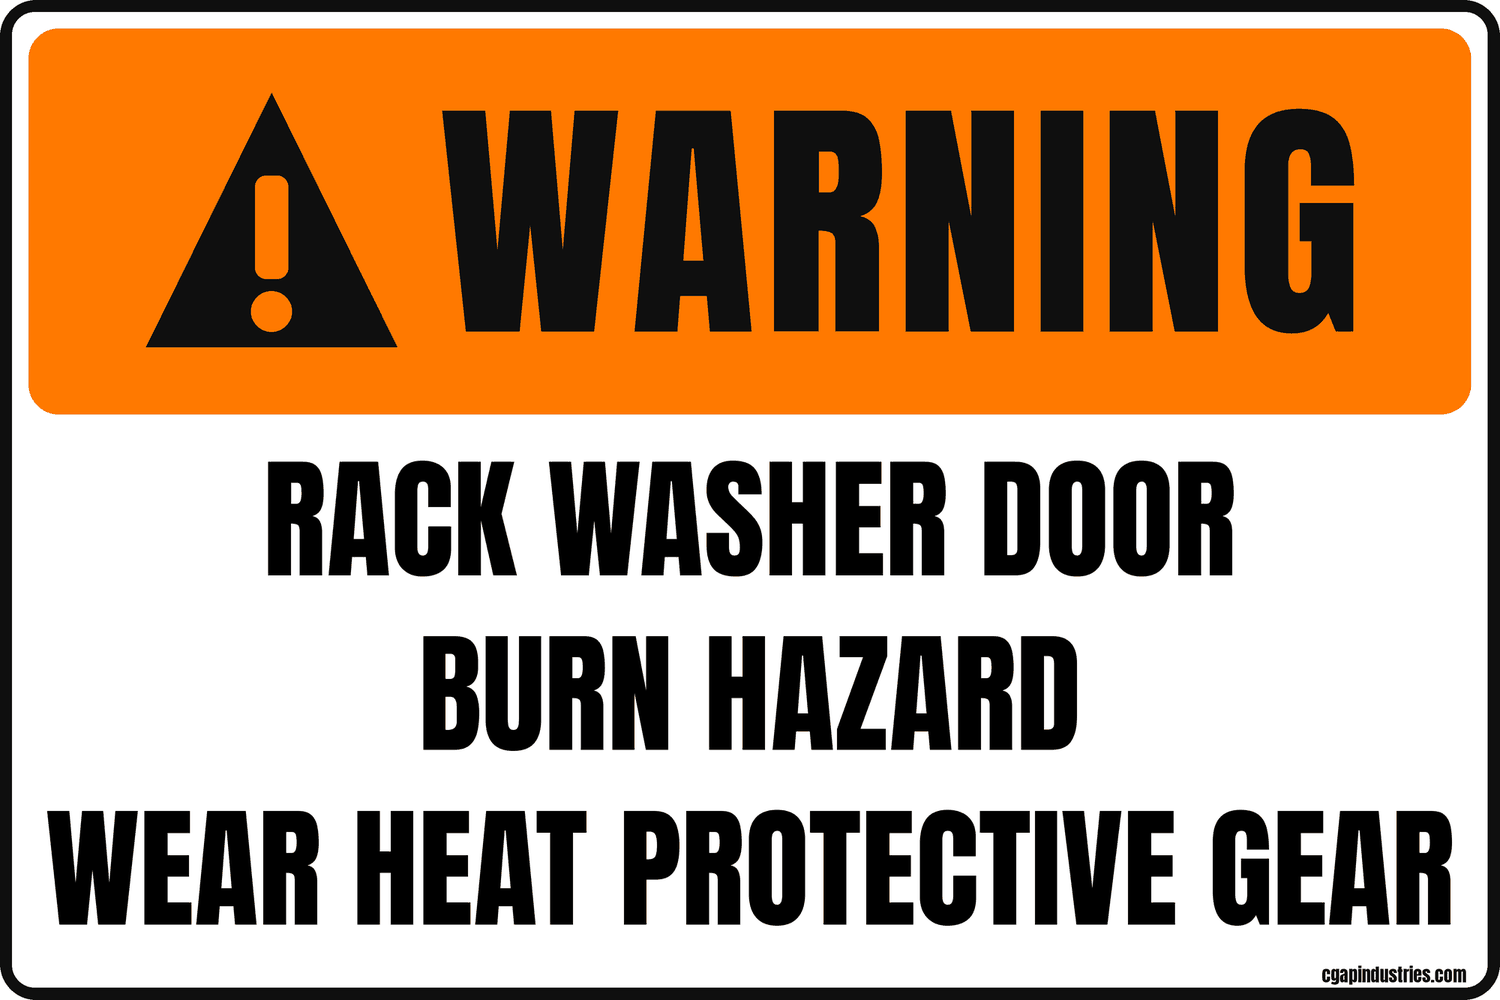 WARNING
RACK WASHER DOOR
BURN HAZARD
WEAR HEAT PROTECTIVE GEAR
cgapindustries.com